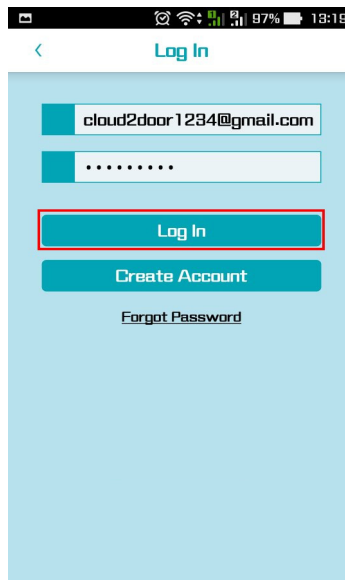 97% 13:19
Log In
cloud2door1234@gmail.com
•••••••••
Log In
Create Account
Forgot Password